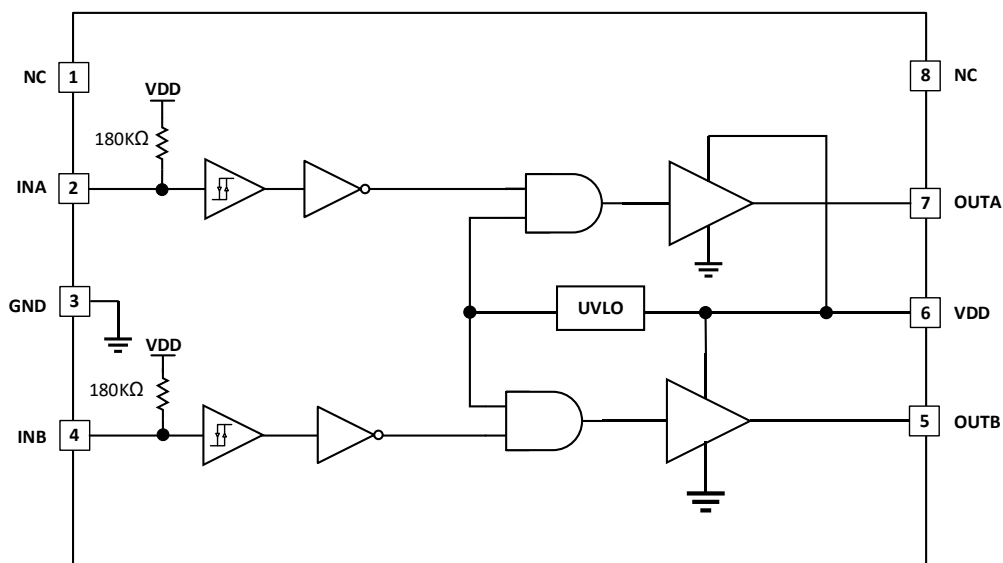 NC 1
8 NC
VDD
180KΩ
INA 2
7 OUTA
GND 3
UVLO
6 VDD
VDD
180KΩ
INB 4
5 OUTB